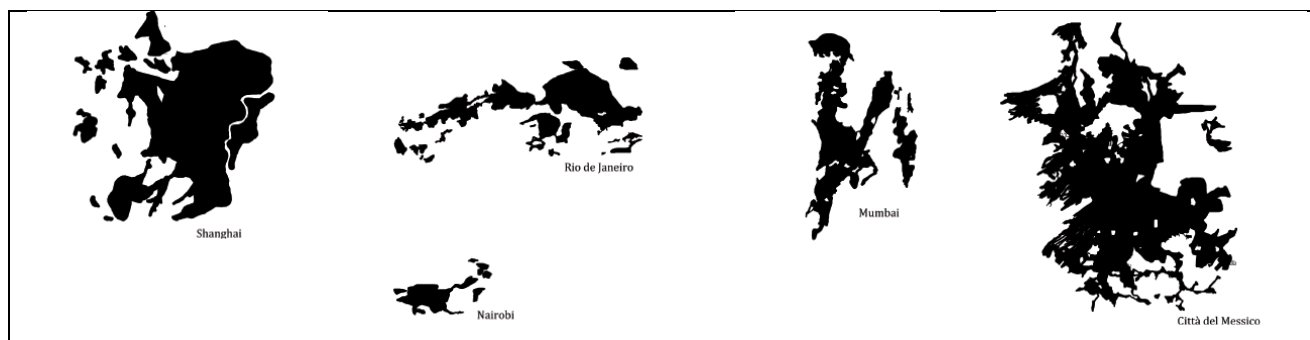 Shanghai
Rio de Janeiro
Mumbai
Nairobi
Città del Messico